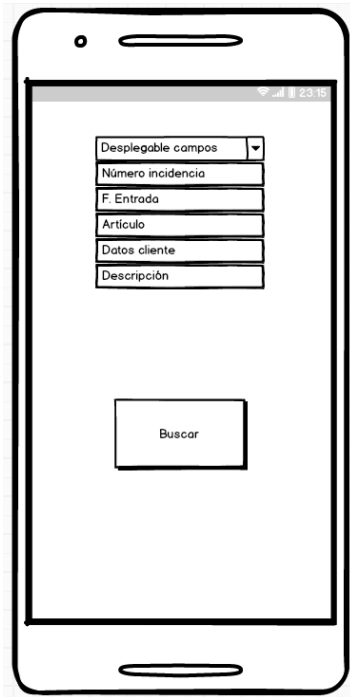 23:15
Desplegable campos
Número incidencia
F. Entrada
Artículo
Datos cliente
Descripción
Buscar